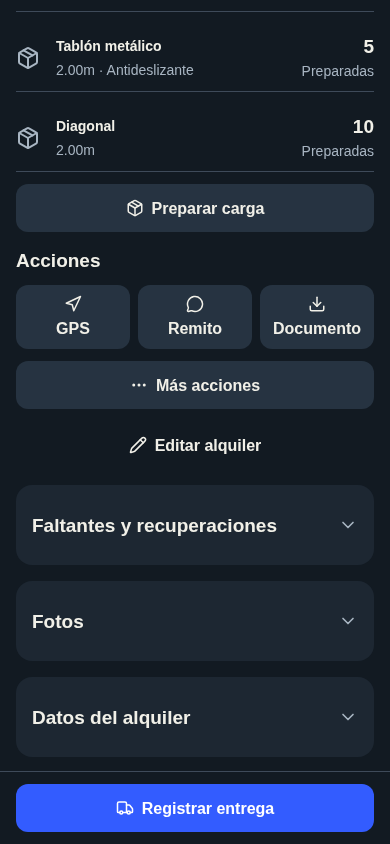 Tablón metálico
5
2.00m · Antideslizante
Preparadas
Diagonal
10
2.00m
Preparadas
Preparar carga
Acciones
GPS
Remito
Documento
Más acciones
Editar alquiler
Faltantes y recuperaciones
Fotos
Datos del alquiler
Registrar entrega